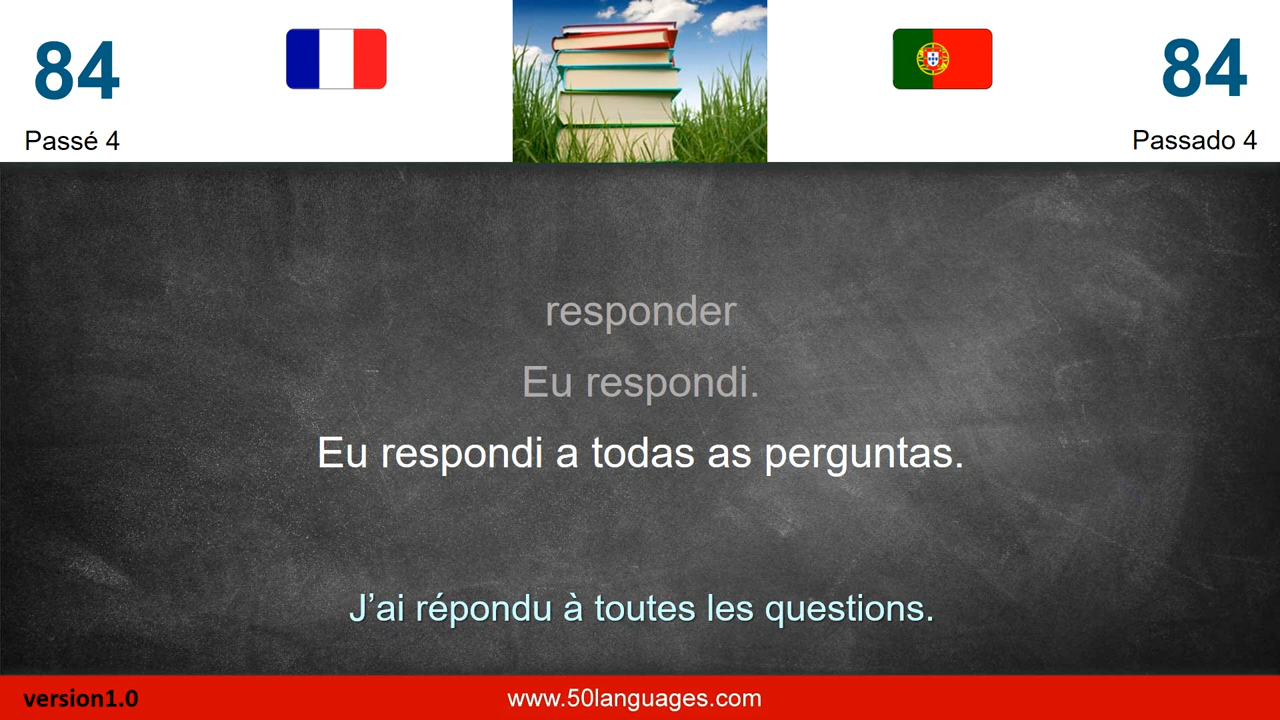 84
84
Passé 4
Passado 4
responder
Eu respondi.
Eu respondi a todas as perguntas.
J’ai répondu à toutes les questions.
version1.0
www.50languages.com